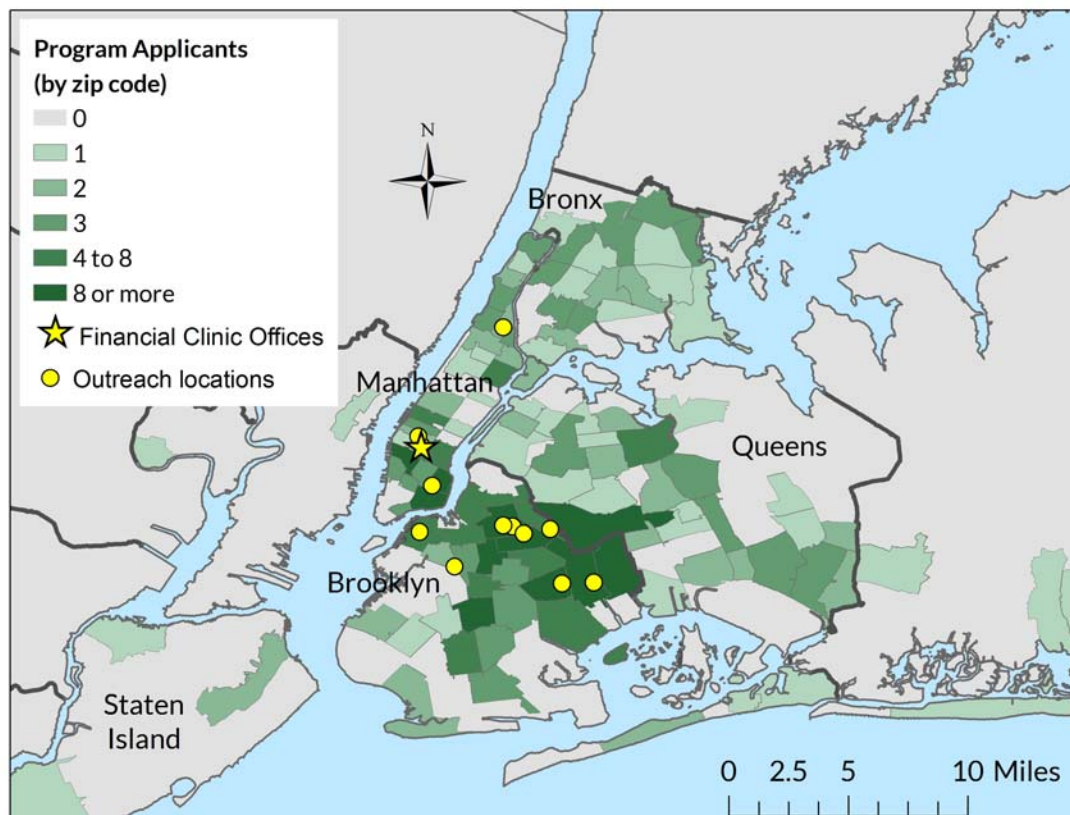 Program Applicants
(by zip code)
0
1
2
3
4 to 8
8 or more
Financial Clinic Offices
Outreach locations
N
Bronx
Manhattan
Queens
Brooklyn
Staten
Island
0 2.5 5 10 Miles